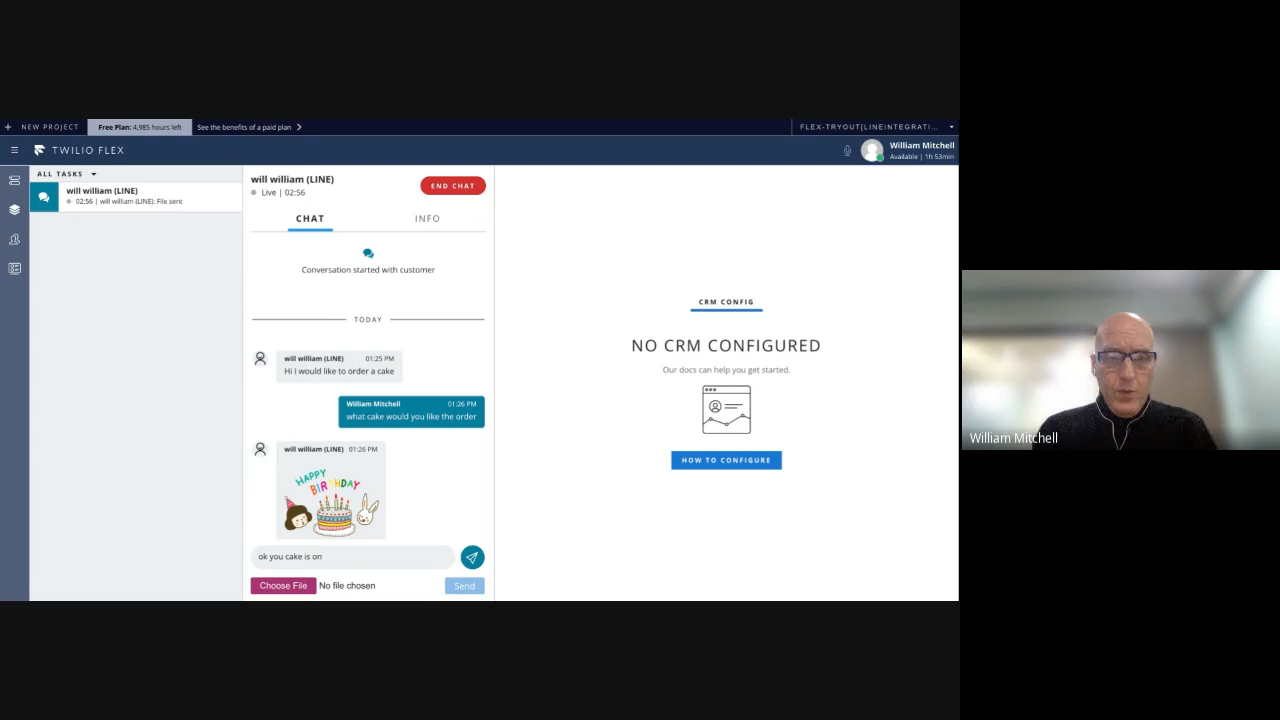 + NEW PROJECT
Free Plan: 4,985 hours left
See the benefits of a paid plan
FLEX-TRYOUT[LINEINTEGRATI...
TWILIO FLEX
William Mitchell
Available | 1h 53min
ALL TASKS
will william (LINE)
02:56 | will william (LINE): File sent
will william (LINE)
Live | 02:56
END CHAT
CHAT
INFO
Conversation started with customer
TODAY
will william (LINE) 01:25 PM
Hi I would like to order a cake
William Mitchell 01:26 PM
what cake would you like the order
will william (LINE) 01:26 PM
HAPPY
BIRTHDAY
ok you cake is on
Choose File No file chosen
Send
CRM CONFIG
NO CRM CONFIGURED
Our docs can help you get started.
HOW TO CONFIGURE
William Mitchell